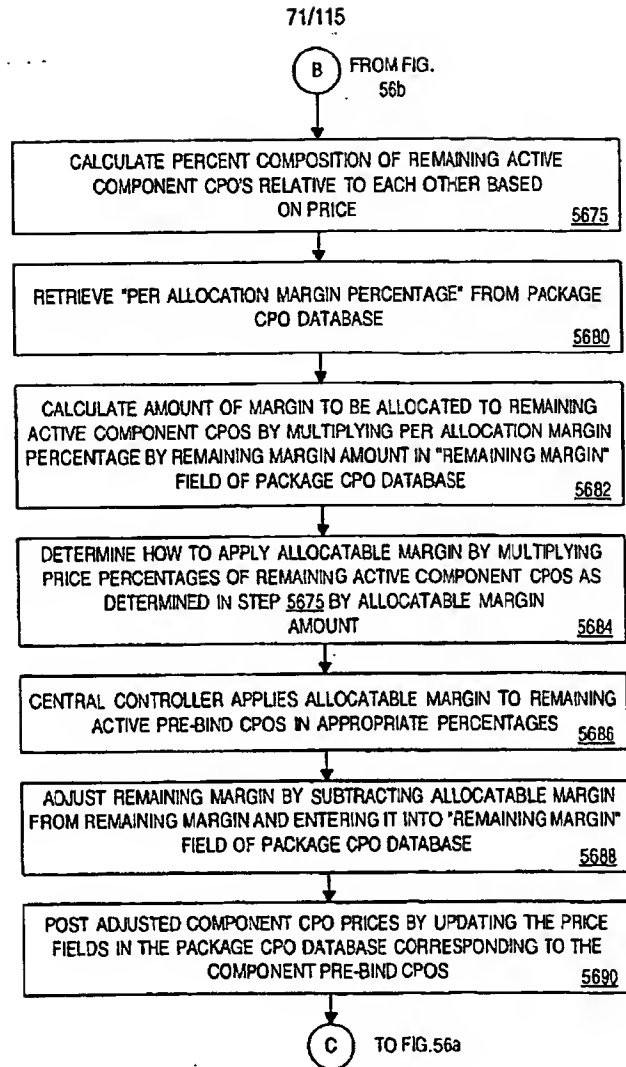 71/115
B FROM FIG.
56b
CALCULATE PERCENT COMPOSITION OF REMAINING ACTIVE
COMPONENT CPO'S RELATIVE TO EACH OTHER BASED
ON PRICE
5675
RETRIEVE "PER ALLOCATION MARGIN PERCENTAGE" FROM PACKAGE
CPO DATABASE
5680
CALCULATE AMOUNT OF MARGIN TO BE ALLOCATED TO REMAINING
ACTIVE COMPONENT CPOS BY MULTIPLYING PER ALLOCATION MARGIN
PERCENTAGE BY REMAINING MARGIN AMOUNT IN "REMAINING MARGIN"
FIELD OF PACKAGE CPO DATABASE
5682
DETERMINE HOW TO APPLY ALLOCATABLE MARGIN BY MULTIPLYING
PRICE PERCENTAGES OF REMAINING ACTIVE COMPONENT CPOS AS
DETERMINED IN STEP 5675 BY ALLOCATABLE MARGIN
AMOUNT
5684
CENTRAL CONTROLLER APPLIES ALLOCATABLE MARGIN TO REMAINING
ACTIVE PRE-BIND CPOS IN APPROPRIATE PERCENTAGES
5686
ADJUST REMAINING MARGIN BY SUBTRACTING ALLOCATABLE MARGIN
FROM REMAINING MARGIN AND ENTERING IT INTO "REMAINING MARGIN"
FIELD OF PACKAGE CPO DATABASE
5688
POST ADJUSTED COMPONENT CPO PRICES BY UPDATING THE PRICE
FIELDS IN THE PACKAGE CPO DATABASE CORRESPONDING TO THE
COMPONENT PRE-BIND CPOS
5690
C TO FIG.56a